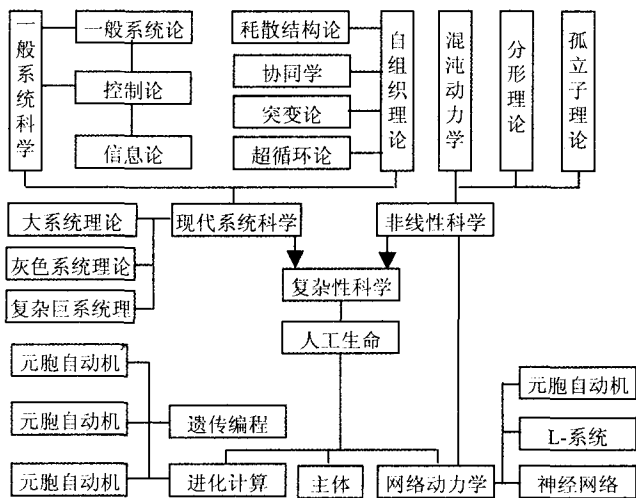 一般系统科学
一般系统论
控制论
信息论
耗散结构论
协同学
突变论
超循环论
自组织理论
混沌动力学
分形理论
孤立子理论
大系统理论
现代系统科学
非线性科学
灰色系统理论
复杂巨系统理
复杂性科学
人工生命
元胞自动机
元胞自动机
遗传编程
元胞自动机
进化计算
主体
网络动力学
元胞自动机
L-系统
神经网络